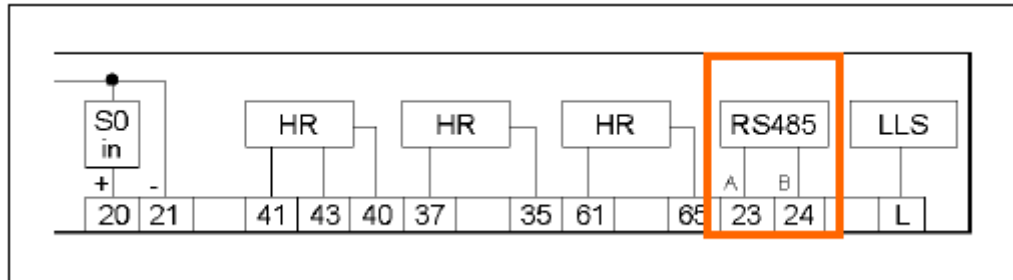 S0 in
HR HR HR RS485 LLS
+ - A B
20 21 41 43 40 37 35 61 65 23 24 L